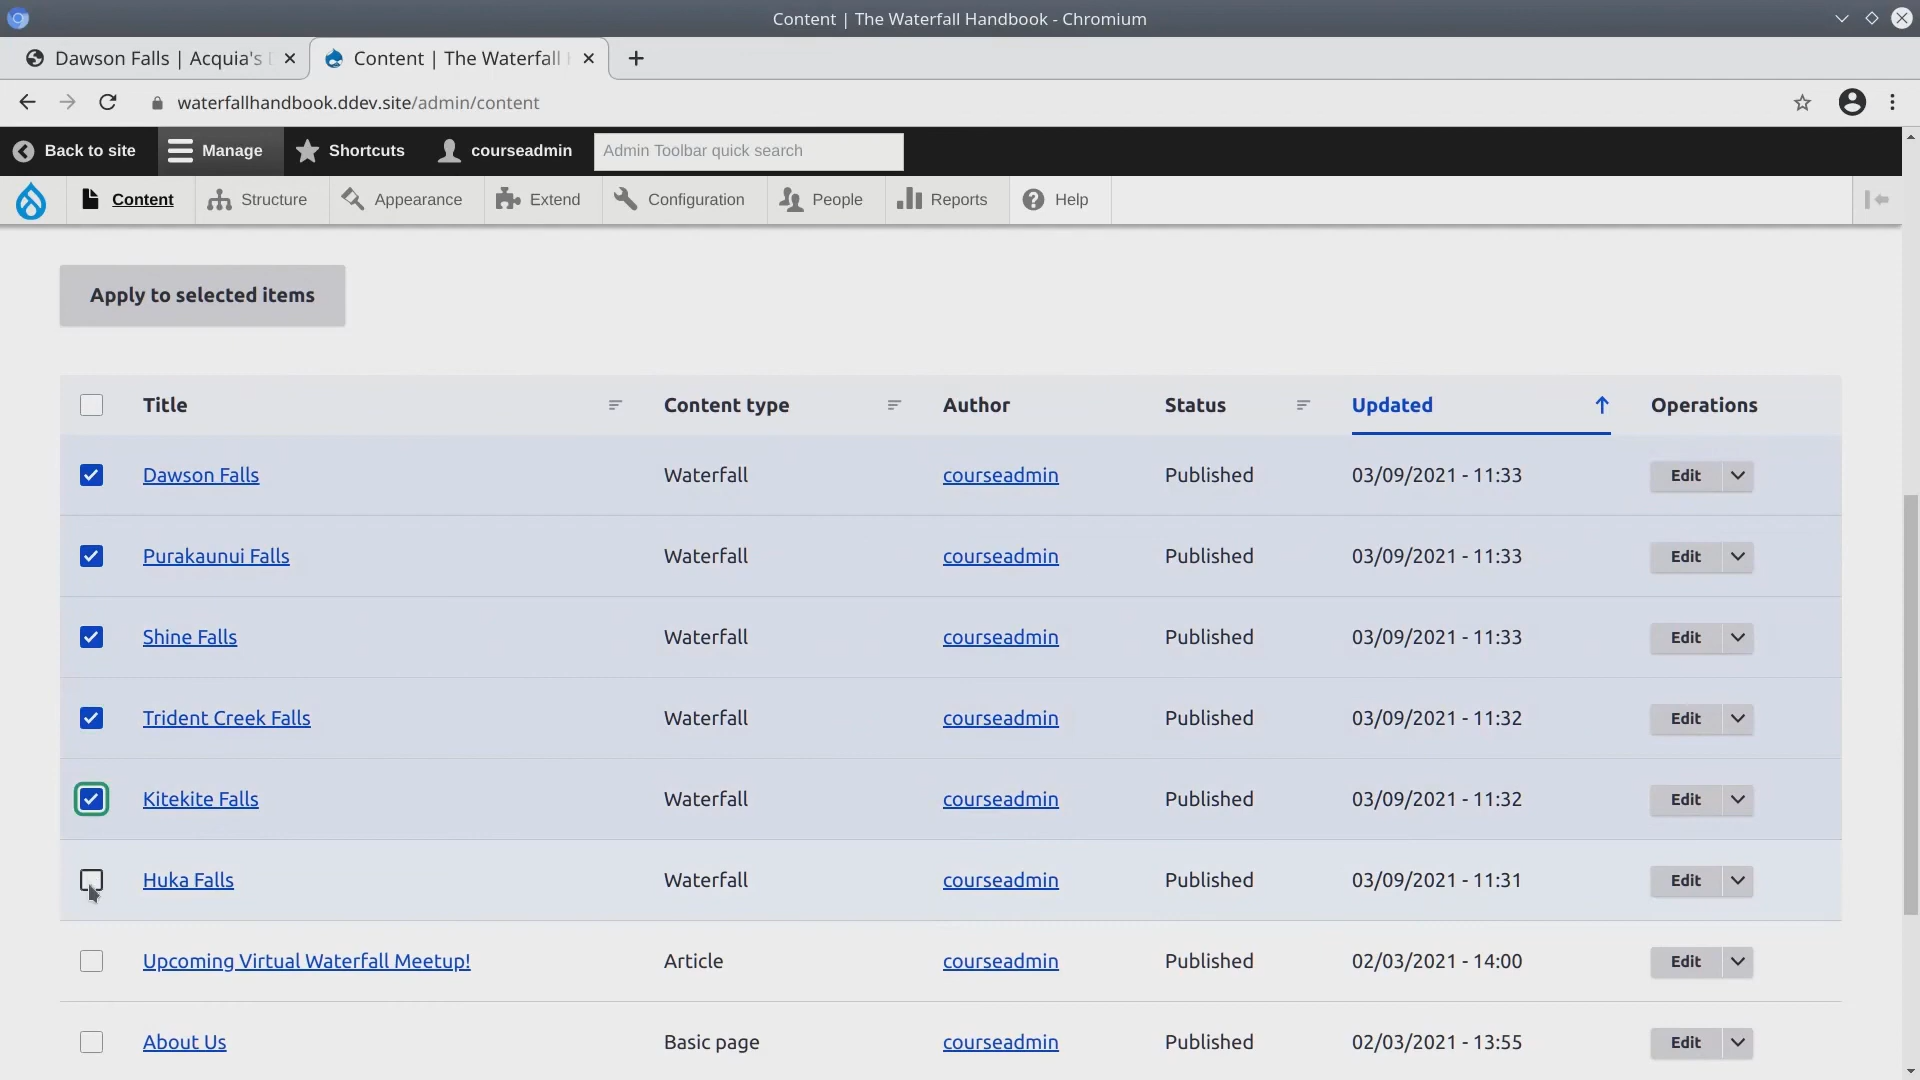 Content | The Waterfall Handbook - Chromium
Dawson Falls | Acquia's
Content | The Waterfall
waterfallhandbook.ddev.site/admin/content
Back to site Manage Shortcuts courseadmin Admin Toolbar quick search
Content Structure Appearance Extend Configuration People Reports Help
Apply to selected items
Title Content type Author Status Updated Operations
Dawson Falls Waterfall courseadmin Published 03/09/2021 - 11:33 Edit
Purakaunui Falls Waterfall courseadmin Published 03/09/2021 - 11:33 Edit
Shine Falls Waterfall courseadmin Published 03/09/2021 - 11:33 Edit
Trident Creek Falls Waterfall courseadmin Published 03/09/2021 - 11:32 Edit
Kitekite Falls Waterfall courseadmin Published 03/09/2021 - 11:32 Edit
Huka Falls Waterfall courseadmin Published 03/09/2021 - 11:31 Edit
Upcoming Virtual Waterfall Meetup! Article courseadmin Published 02/03/2021 - 14:00 Edit
About Us Basic page courseadmin Published 02/03/2021 - 13:55 Edit